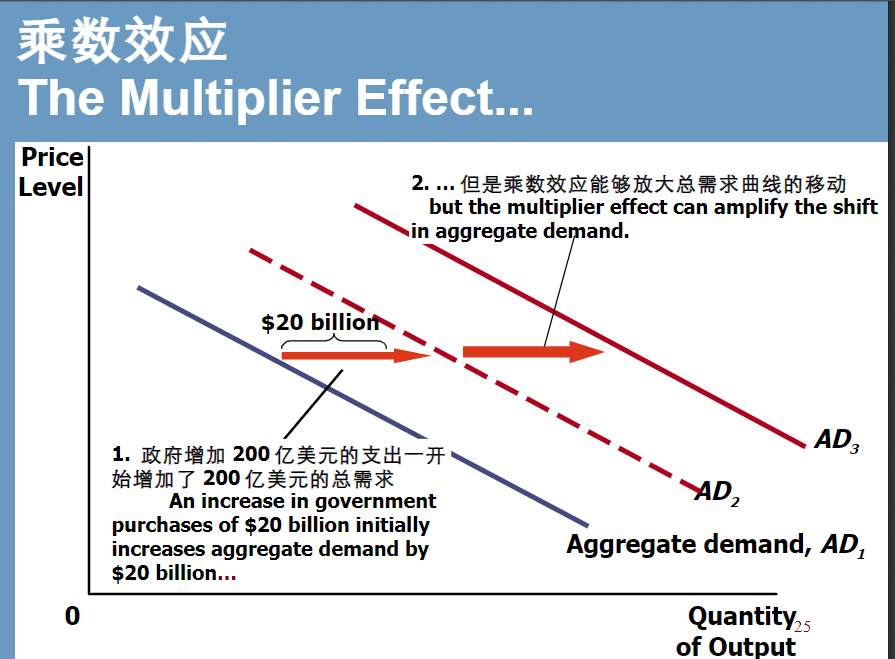 乘数效应
The Multiplier Effect...
Price
Level
2. ... 但是乘数效应能够放大总需求曲线的移动
but the multiplier effect can amplify the shift
in aggregate demand.
$20 billion
1. 政府增加 200 亿美元的支出一开
始增加了 200 亿美元的总需求
An increase in government
purchases of $20 billion initially
increases aggregate demand by
$20 billion...
AD3
AD2
Aggregate demand, AD1
0
Quantity
of Output
25